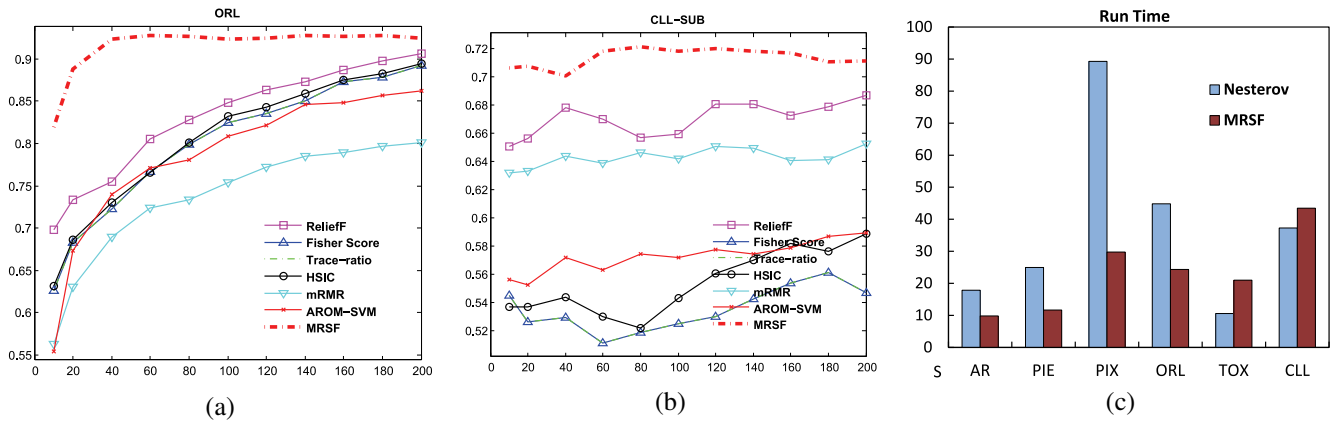 ORL
0.9
0.85
0.8
0.75
0.7
0.65
0.6
0.55
0 20 40 60 80 100 120 140 160 180 200
ReliefF
Fisher Score
Trace-ratio
HSIC
mRMR
AROM-SVM
MRSF
(a)
CLL-SUB
0.72
0.7
0.68
0.66
0.64
0.62
0.6
0.58
0.56
0.54
0.52
0 20 40 60 80 100 120 140 160 180 200
ReliefF
Fisher Score
Trace-ratio
HSIC
mRMR
AROM-SVM
MRSF
(b)
Run Time
100
90
80
70
60
50
40
30
20
10
0
Nesterov
MRSF
S AR PIE PIX ORL TOX CLL
(c)